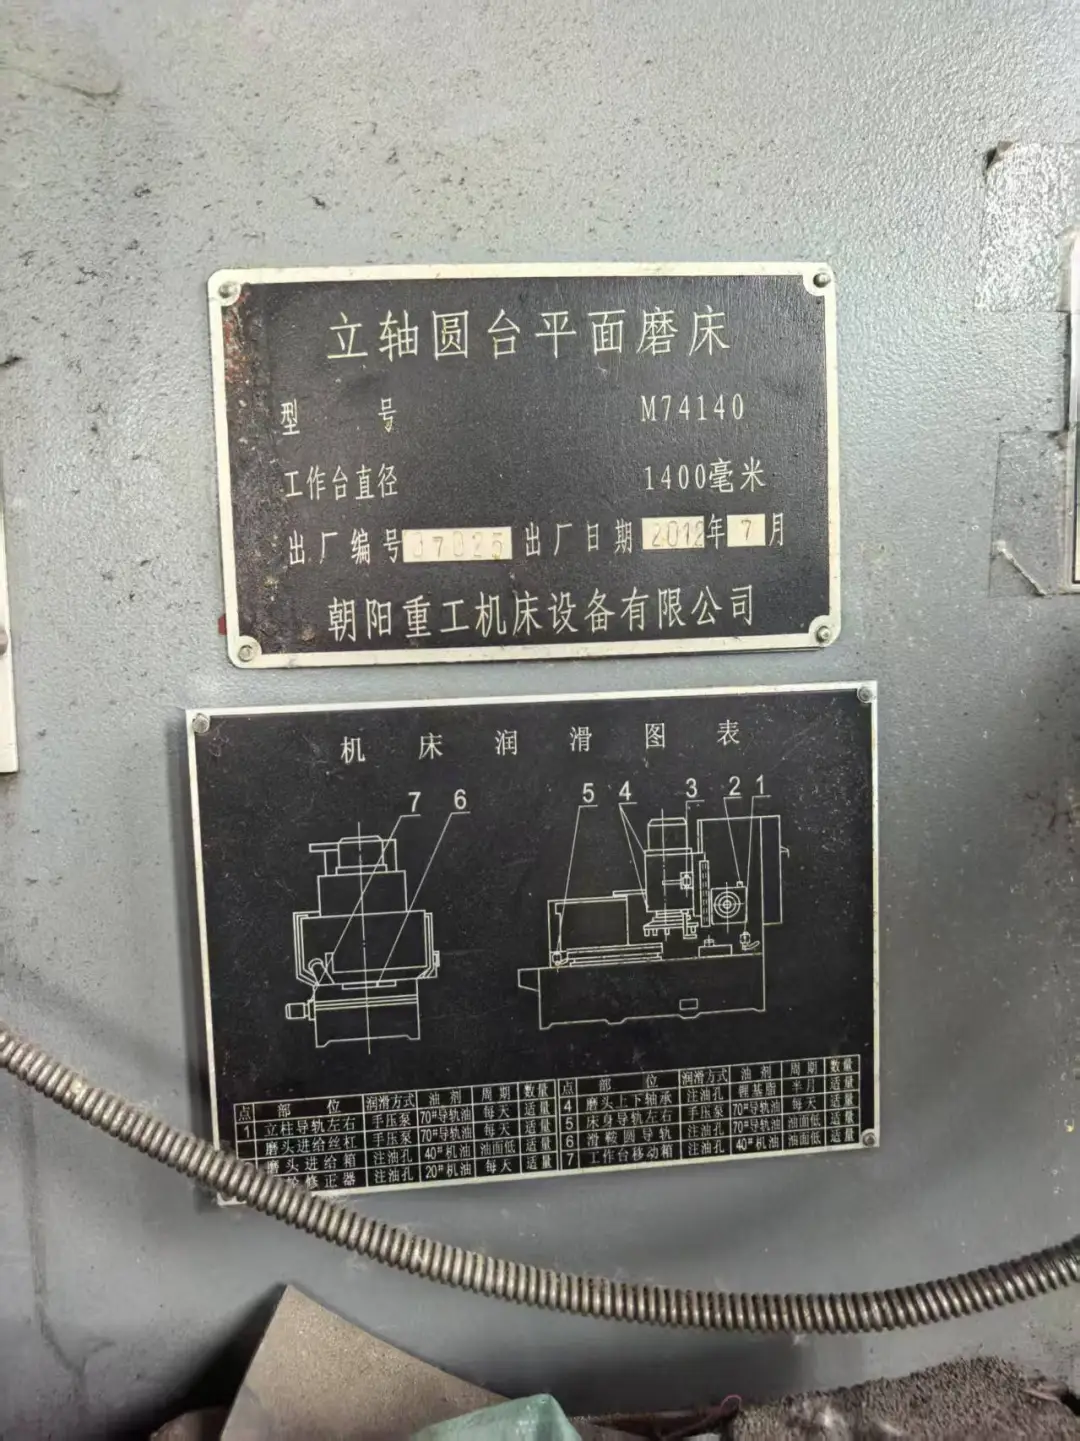 立轴圆台平面磨床
型号 M74140
工作台直径 1400毫米
出厂编号 07025 出厂日期 2012年7月
朝阳重工机床设备有限公司
机床润滑图表
7 6 5 4 3 2 1
点 部位 润滑方式 油剂 周期 数量 点 部位 润滑方式 油剂 周期 数量
1 立柱导轨左右 手压泵 70#导轨油 每天 适量 4 磨头上下轴承 注油孔 锂基脂 半月 适量
磨头进给丝杠 手压泵 70#导轨油 每天 适量 5 床身导轨左右 手压泵 70#导轨油 每天 适量
磨头进给箱 注油孔 40#机油 油面低 适量 6 滑鞍圆导轨 注油孔 70#导轨油 油面低 适量
修正器 注油孔 20#机油 每天 适量 7 工作台移动箱 注油孔 40#机油 油面低 适量